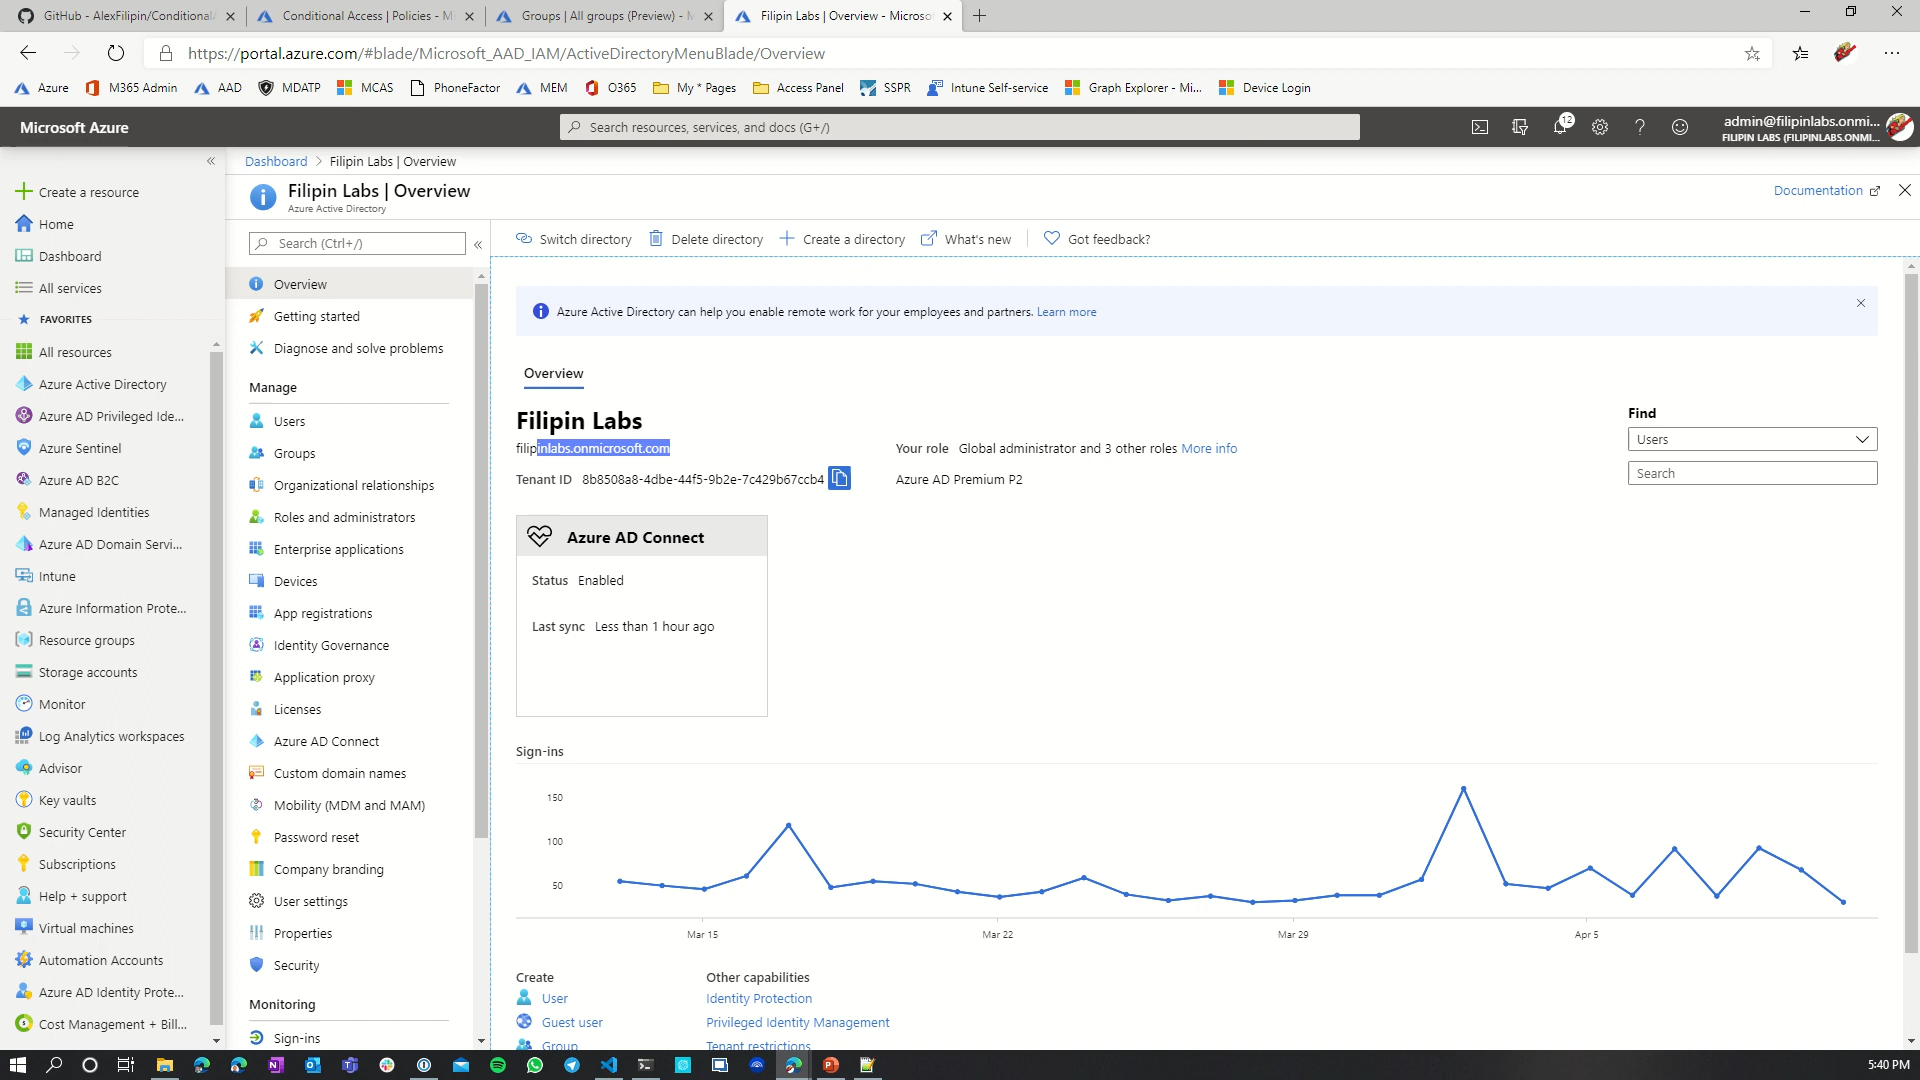 GitHub - AlexFilipin/Conditional
Conditional Access | Policies - M
Groups | All groups (Preview) - M
Filipin Labs | Overview - Microso
https://portal.azure.com/#blade/Microsoft_AAD_IAM/ActiveDirectoryMenuBlade/Overview
Azure
M365 Admin
AAD
MDATP
MCAS
PhoneFactor
MEM
O365
My * Pages
Access Panel
SSPR
Intune Self-service
Graph Explorer - Mi...
Device Login
Microsoft Azure
Search resources, services, and docs (G+/)
12
admin@filipinlabs.onmi...
FILIPIN LABS (FILIPINLABS.ONMI...
Create a resource
Home
Dashboard
All services
FAVORITES
All resources
Azure Active Directory
Azure AD Privileged Ide...
Azure Sentinel
Azure AD B2C
Managed Identities
Azure AD Domain Servi...
Intune
Azure Information Prote...
Resource groups
Storage accounts
Monitor
Log Analytics workspaces
Advisor
Key vaults
Security Center
Subscriptions
Help + support
Virtual machines
Automation Accounts
Azure AD Identity Prote...
Cost Management + Bill...
Dashboard > Filipin Labs | Overview
Filipin Labs | Overview
Azure Active Directory
Documentation
Search (Ctrl+/)
Overview
Getting started
Diagnose and solve problems
Manage
Users
Groups
Organizational relationships
Roles and administrators
Enterprise applications
Devices
App registrations
Identity Governance
Application proxy
Licenses
Azure AD Connect
Custom domain names
Mobility (MDM and MAM)
Password reset
Company branding
User settings
Properties
Security
Monitoring
Sign-ins
Switch directory
Delete directory
Create a directory
What's new
Got feedback?
Azure Active Directory can help you enable remote work for your employees and partners. Learn more
Overview
Filipin Labs
filipinlabs.onmicrosoft.com
Tenant ID 8b8508a8-4dbe-44f5-9b2e-7c429b67ccb4
Your role Global administrator and 3 other roles More info
Azure AD Premium P2
Find
Users
Search
Azure AD Connect
Status Enabled
Last sync Less than 1 hour ago
Sign-ins
150
100
50
Mar 15
Mar 22
Mar 29
Apr 5
Create
User
Guest user
Group
Other capabilities
Identity Protection
Privileged Identity Management
Tenant restrictions
5:40 PM